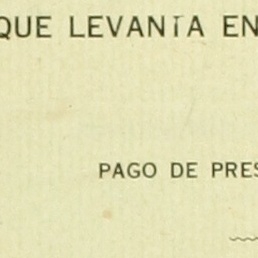 QUE LEVANTA EN
PAGO DE PRES